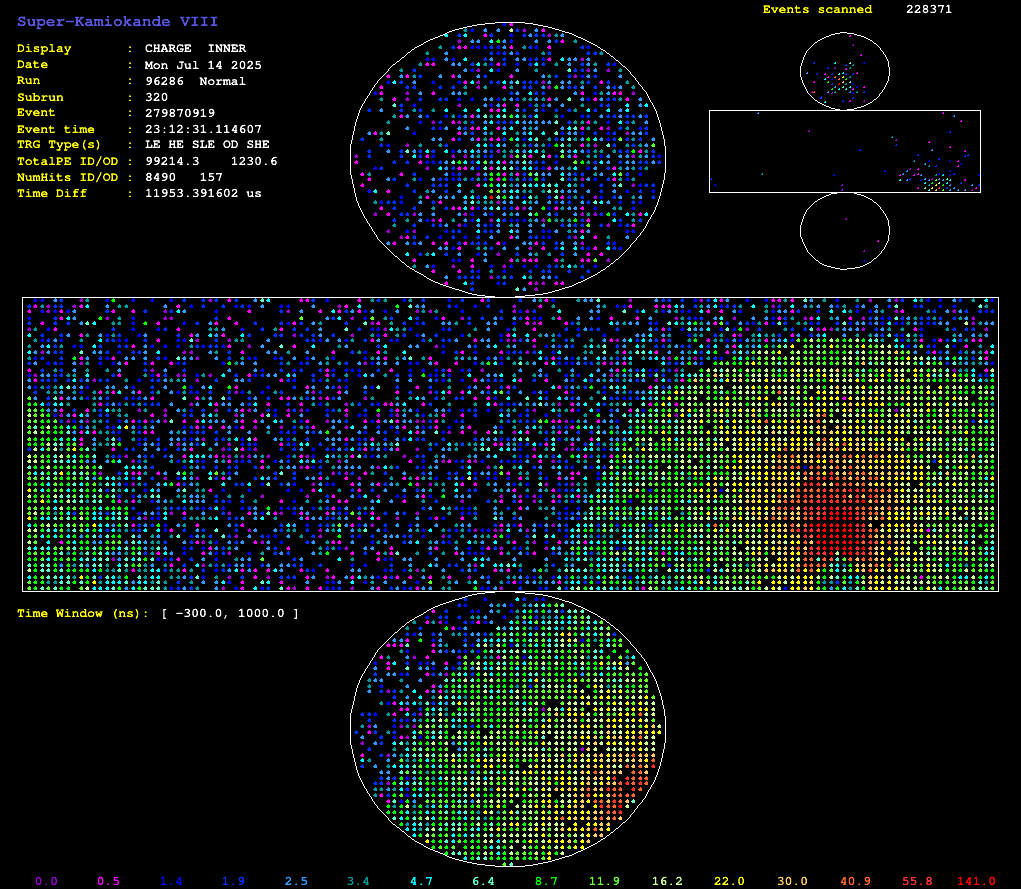 Super-Kamiokande VIII
Events scanned 228371
Display : CHARGE INNER
Date : Mon Jul 14 2025
Run : 96286 Normal
Subrun : 320
Event : 279870919
Event time : 23:12:31.114607
TRG Type(s) : LE HE SLE OD SHE
TotalPE ID/OD : 99214.3 1230.6
NumHits ID/OD : 8490 157
Time Diff : 11953.391602 us
Time Window (ns): [ -300.0, 1000.0 ]
0.0 0.5 1.4 1.9 2.5 3.4 4.7 6.4 8.7 11.9 16.2 22.0 30.0 40.9 55.8 141.0